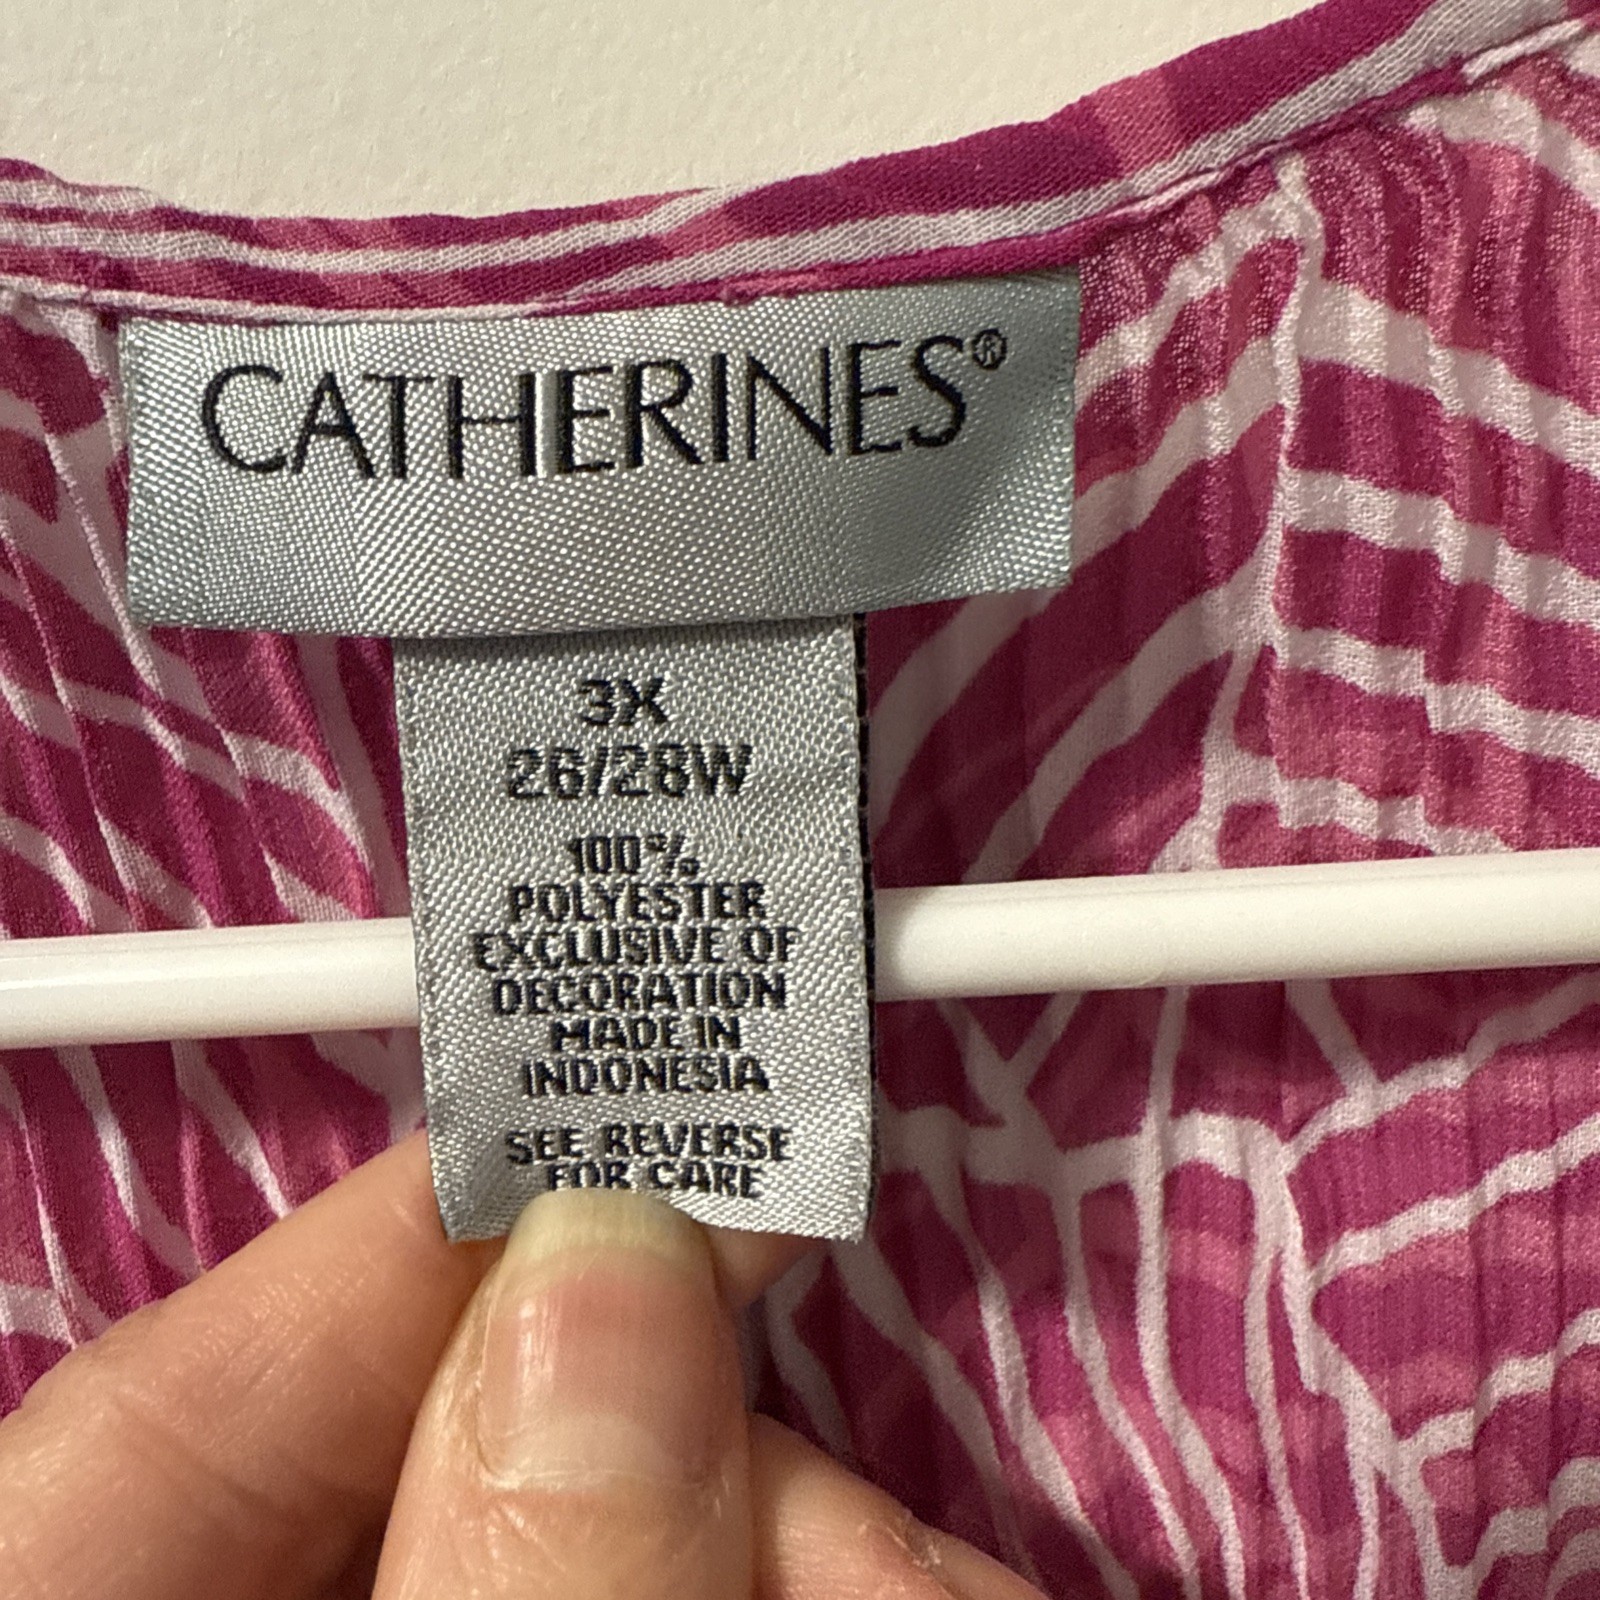 CATHERINES®
3X
26/28W
100%
POLYESTER
EXCLUSIVE OF
DECORATION
MADE IN
INDONESIA
SEE REVERSE
FOR CARE